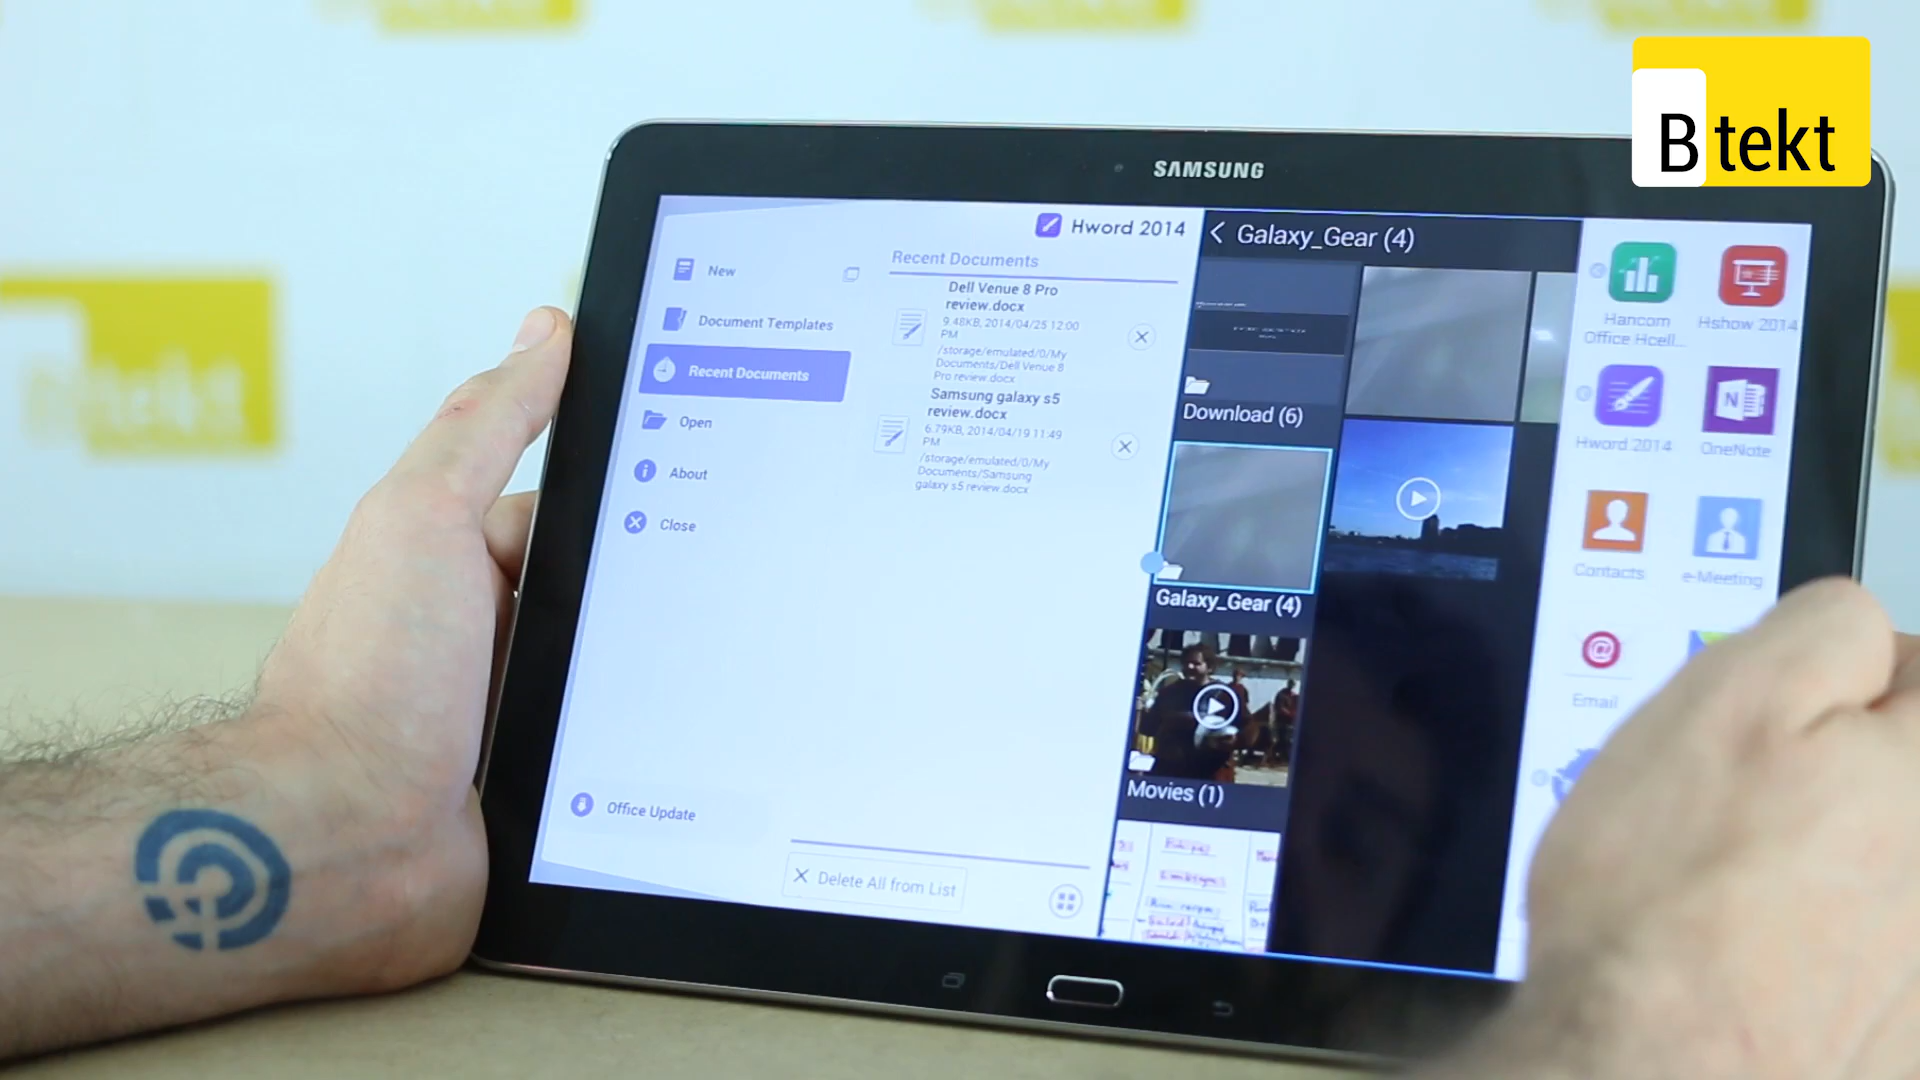 Btekt
SAMSUNG
Hword 2014
New
Document Templates
Recent Documents
Open
About
Close
Office Update
Recent Documents
Dell Venue 8 Pro
review.docx
9.48KB, 2014/04/25 12:00
PM
/storage/emulated/0/My
Documents/Dell Venue 8
Pro review.docx
Samsung galaxy s5
review.docx
6.79KB, 2014/04/19 11:49
PM
/storage/emulated/0/My
Documents/Samsung
galaxy s5 review.docx
Delete All from List
Galaxy_Gear (4)
Download (6)
Galaxy_Gear (4)
Movies (1)
Hancom
Office Hcell...
Hshow 2014
Hword 2014
OneNote
Contacts
e-Meeting
Email